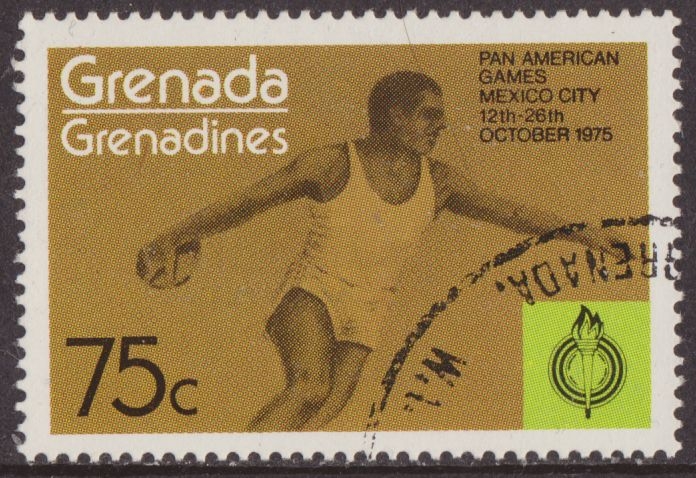 Grenada
Grenadines
PAN AMERICAN
GAMES
MEXICO CITY
12th-26th
OCTOBER 1975
75c
GRENADA.
W.I.